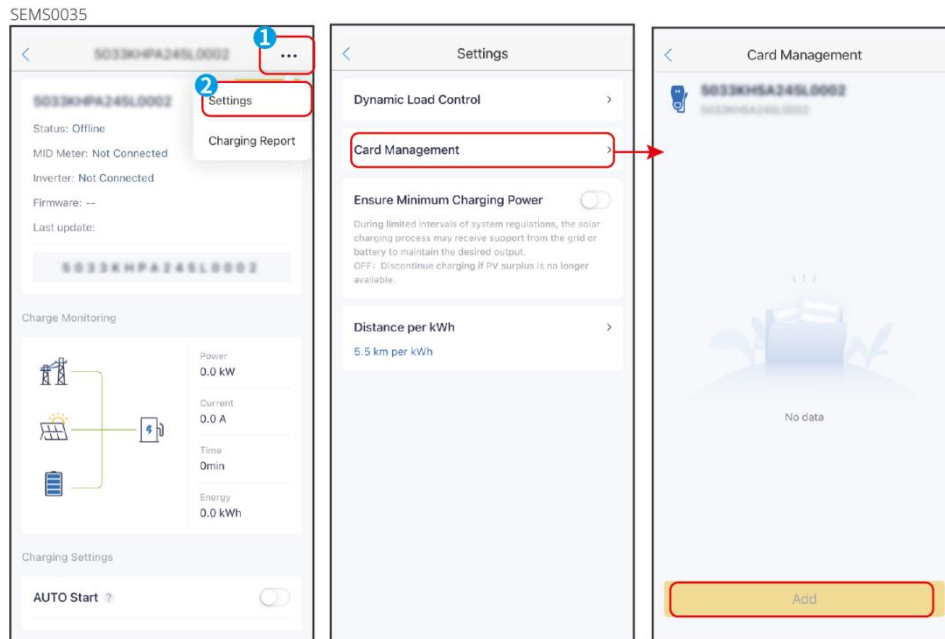 SEMS0035
5033KHPA245L0002
1
...
2
Settings
Charging Report
5033KHPA245L0002
Status: Offline
MID Meter: Not Connected
Inverter: Not Connected
Firmware: --
Last update:
5033KHPA245L0002
Charge Monitoring
Power
0.0 kW
Current
0.0 A
Time
0min
Energy
0.0 kWh
Charging Settings
AUTO Start ?
Settings
Dynamic Load Control
Card Management
Ensure Minimum Charging Power
During limited intervals of system regulations, the solar
charging process may receive support from the grid or
battery to maintain the desired output.
OFF: Discontinue charging if PV surplus is no longer
available.
Distance per kWh
5.5 km per kWh
Card Management
5033KHSA245L0002
5033KHSA245L0002
No data
Add